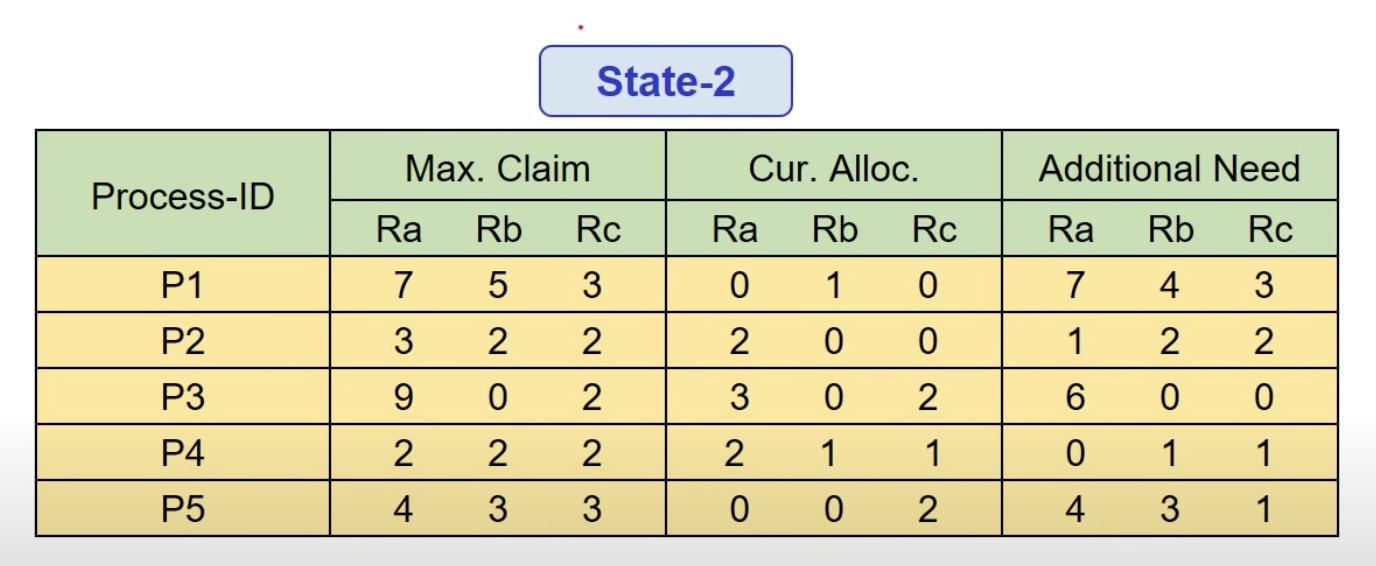 State-2
Process-ID Max. Claim Cur. Alloc. Additional Need
Ra Rb Rc Ra Rb Rc Ra Rb Rc
P1 7 5 3 0 1 0 7 4 3
P2 3 2 2 2 0 0 1 2 2
P3 9 0 2 3 0 2 6 0 0
P4 2 2 2 2 1 1 0 1 1
P5 4 3 3 0 0 2 4 3 1